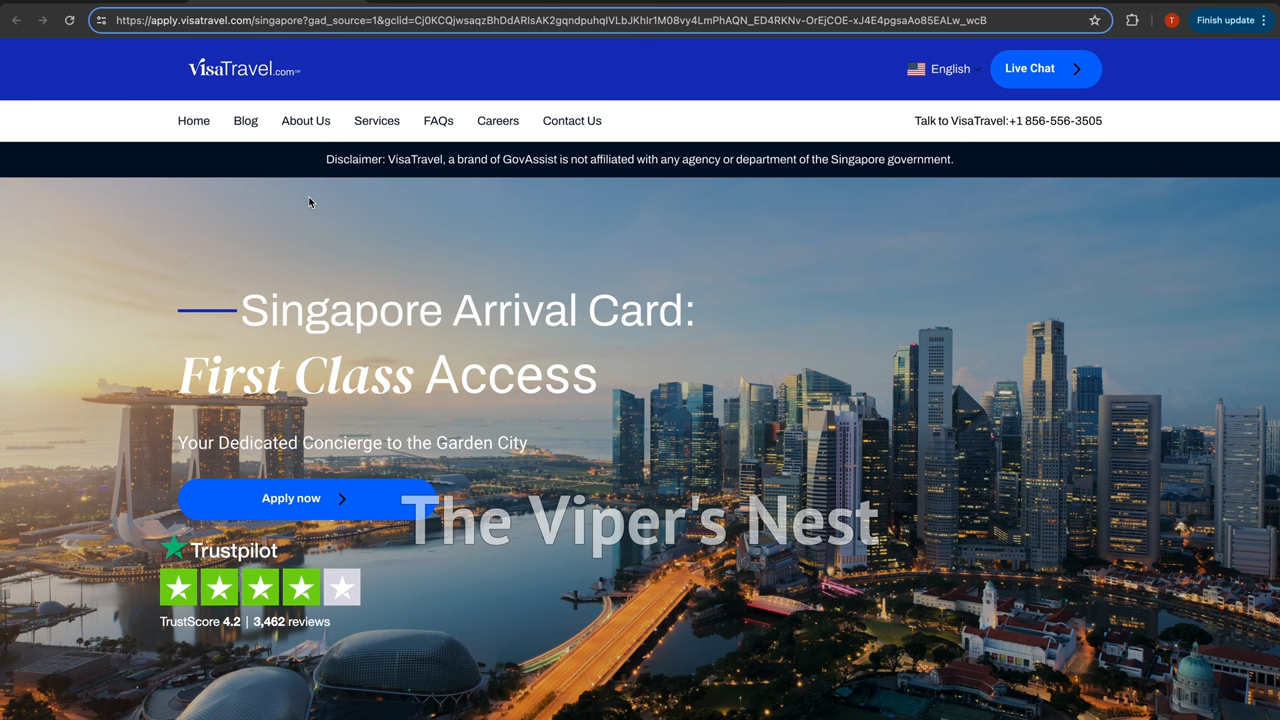 https://apply.visatravel.com/singapore?gad_source=1&gclid=Cj0KCQjwsaqzBhDdARIsAK2gqndpuhqIVLbJKhlr1M08vy4LmPhAQN_ED4RKNv-OrEjCOE-xJ4E4pgsaAo85EALw_wcB
T
Finish update
VisaTravel.com℠
English
Live Chat
Home Blog About Us Services FAQs Careers Contact Us
Talk to VisaTravel:+1 856-556-3505
Disclaimer: VisaTravel, a brand of GovAssist is not affiliated with any agency or department of the Singapore government.
Singapore Arrival Card:
First Class Access
Your Dedicated Concierge to the Garden City
Apply now
The Viper's Nest
Trustpilot
TrustScore 4.2 | 3,462 reviews